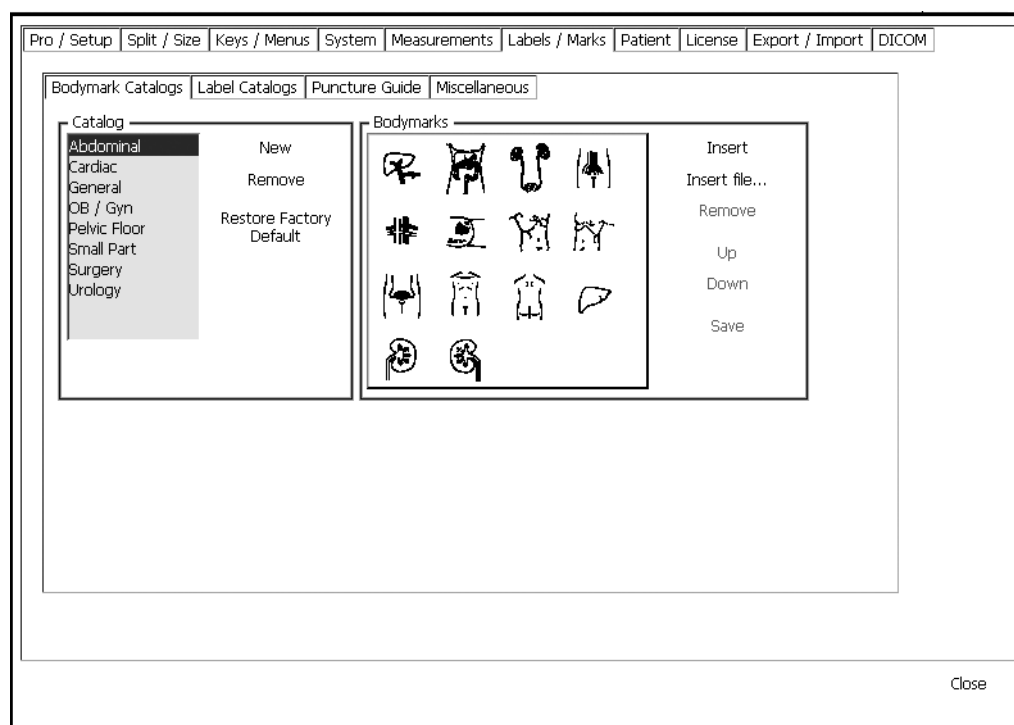 Pro / Setup Split / Size Keys / Menus System Measurements Labels / Marks Patient License Export / Import DICOM
Bodymark Catalogs Label Catalogs Puncture Guide Miscellaneous
Catalog
Abdominal
Cardiac
General
OB / Gyn
Pelvic Floor
Small Part
Surgery
Urology
New
Remove
Restore Factory
Default
Bodymarks
Insert
Insert file...
Remove
Up
Down
Save
Close